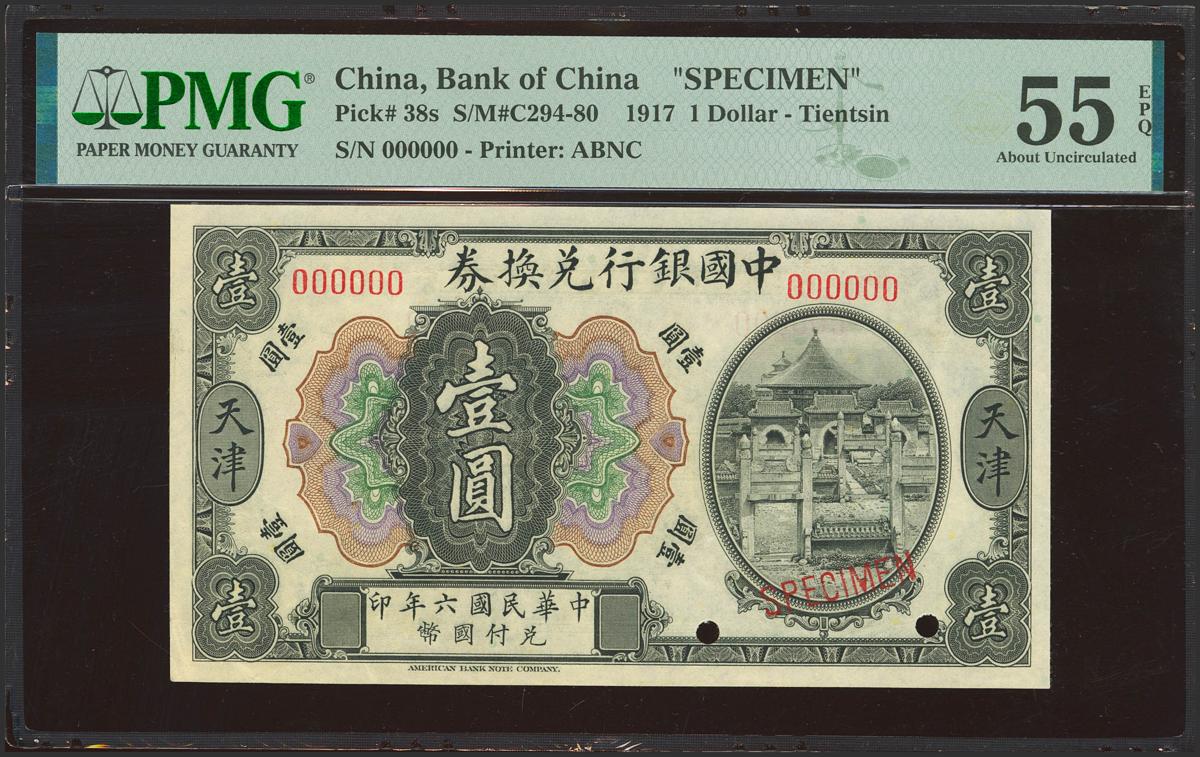 PMG®
PAPER MONEY GUARANTY
China, Bank of China "SPECIMEN"
Pick# 38s S/M#C294-80 1917 1 Dollar - Tientsin
S/N 000000 - Printer: ABNC
55
EPQ
About Uncirculated
券換兌行銀國中
000000
000000
壹
壹
壹圓
壹圓
壹圓
天津
天津
壹圓
壹圓
印年六國民華中
幣國付兌
壹
壹
SPECIMEN
AMERICAN BANK NOTE COMPANY.